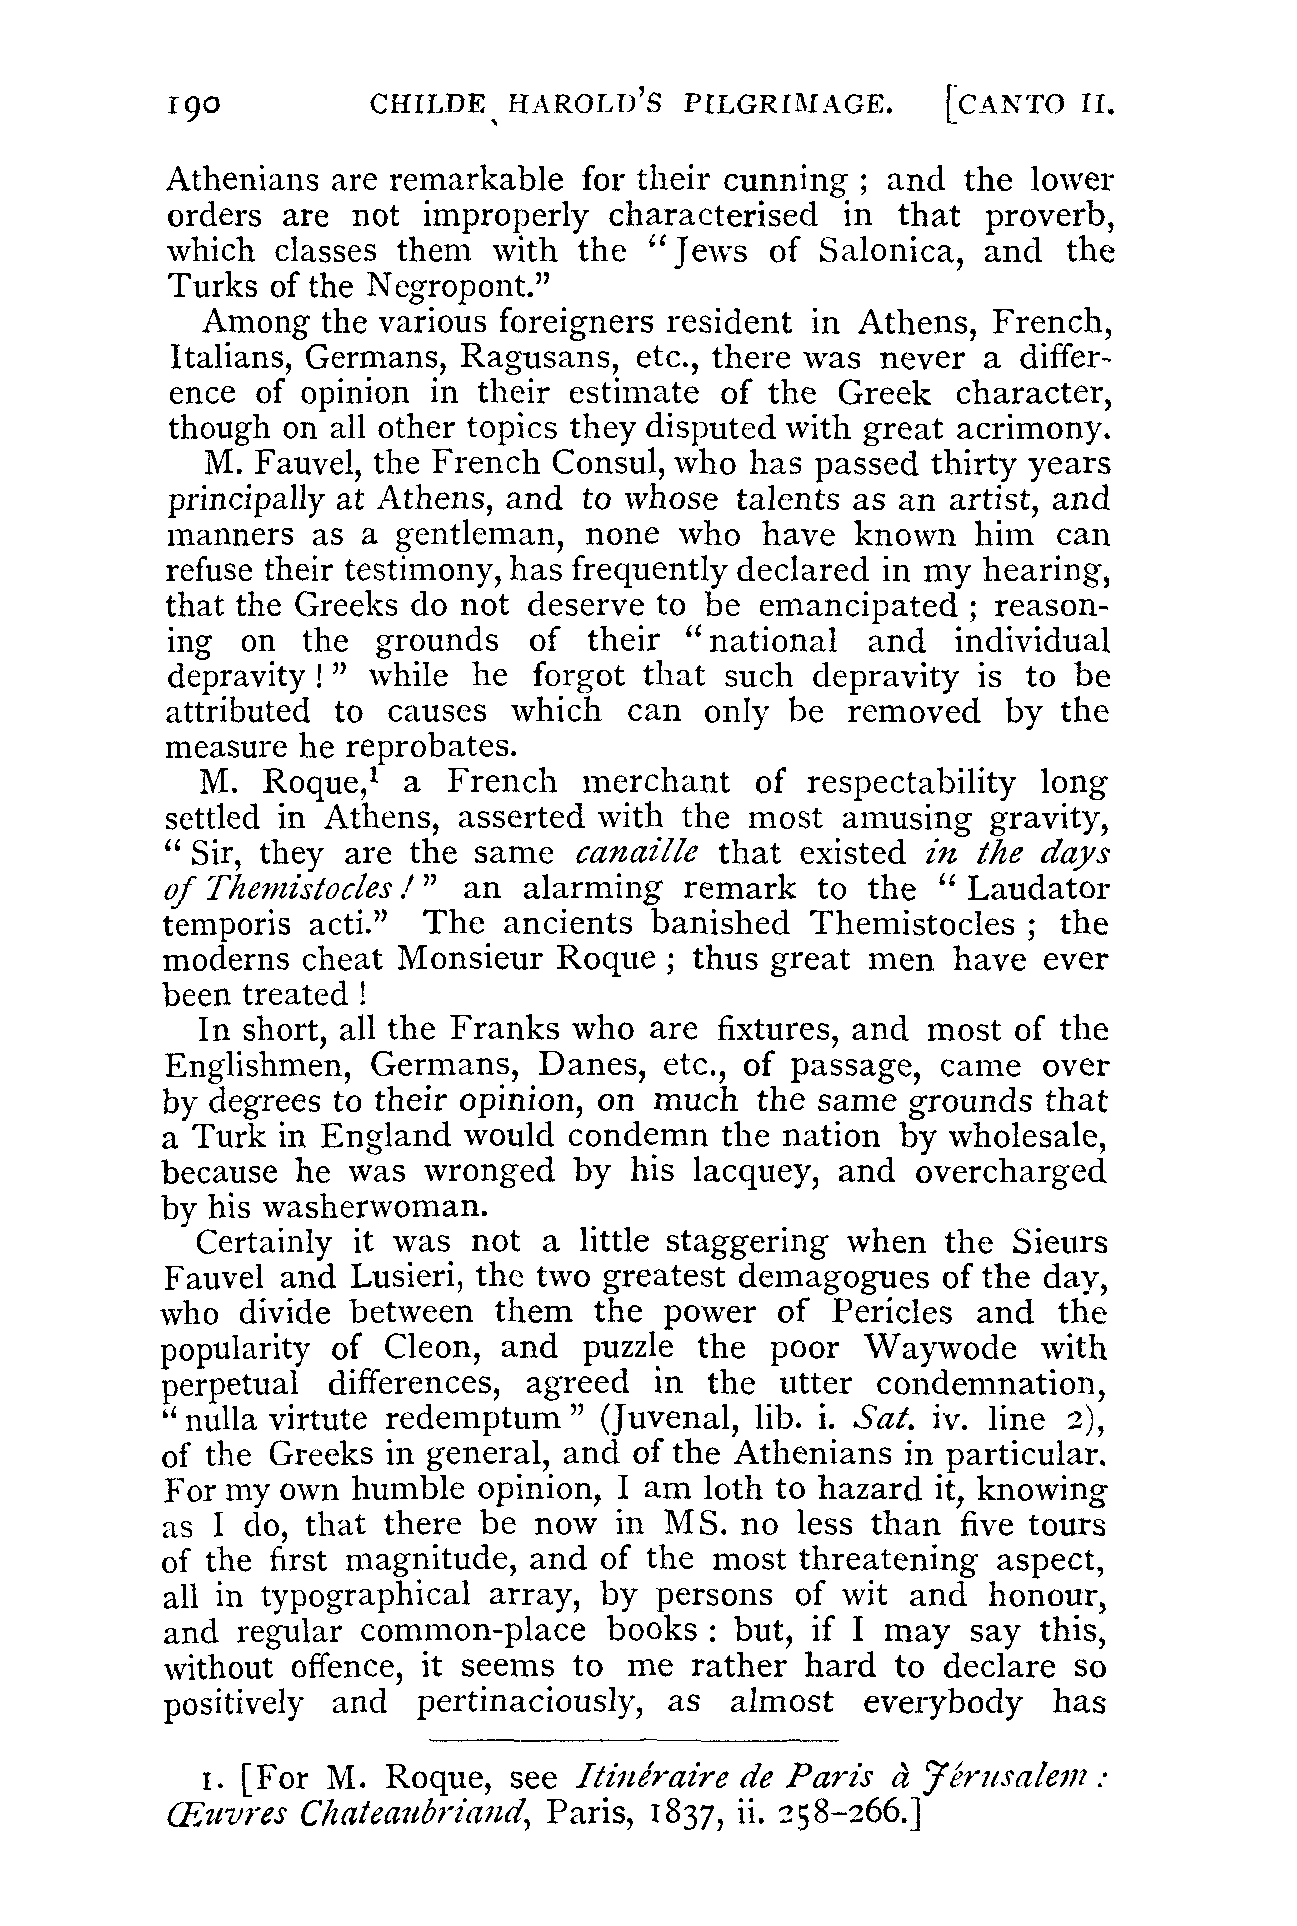 190 CHILDE HAROLD'S PILGRIMAGE. [CANTO II.
Athenians are remarkable for their cunning ; and the lower
orders are not improperly characterised in that proverb,
which classes them with the "Jews of Salonica, and the
Turks of the Negropont."
Among the various foreigners resident in Athens, French,
Italians, Germans, Ragusans, etc., there was never a differ-
ence of opinion in their estimate of the Greek character,
though on all other topics they disputed with great acrimony.
M. Fauvel, the French Consul, who has passed thirty years
principally at Athens, and to whose talents as an artist, and
manners as a gentleman, none who have known him can
refuse their testimony, has frequently declared in my hearing,
that the Greeks do not deserve to be emancipated ; reason-
ing on the grounds of their "national and individual
depravity ! " while he forgot that such depravity is to be
attributed to causes which can only be removed by the
measure he reprobates.
M. Roque,¹ a French merchant of respectability long
settled in Athens, asserted with the most amusing gravity,
" Sir, they are the same canaille that existed in the days
of Themistocles ! " an alarming remark to the " Laudator
temporis acti." The ancients banished Themistocles ; the
moderns cheat Monsieur Roque ; thus great men have ever
been treated !
In short, all the Franks who are fixtures, and most of the
Englishmen, Germans, Danes, etc., of passage, came over
by degrees to their opinion, on much the same grounds that
a Turk in England would condemn the nation by wholesale,
because he was wronged by his lacquey, and overcharged
by his washerwoman.
Certainly it was not a little staggering when the Sieurs
Fauvel and Lusieri, the two greatest demagogues of the day,
who divide between them the power of Pericles and the
popularity of Cleon, and puzzle the poor Waywode with
perpetual differences, agreed in the utter condemnation,
"nulla virtute redemptum" (Juvenal, lib. i. Sat. iv. line 2),
of the Greeks in general, and of the Athenians in particular.
For my own humble opinion, I am loth to hazard it, knowing
as I do, that there be now in MS. no less than five tours
of the first magnitude, and of the most threatening aspect,
all in typographical array, by persons of wit and honour,
and regular common-place books : but, if I may say this,
without offence, it seems to me rather hard to declare so
positively and pertinaciously, as almost everybody has
1. [For M. Roque, see Itinéraire de Paris à Jérusalem :
Œuvres Chateaubriand, Paris, 1837, ii. 258-266.]